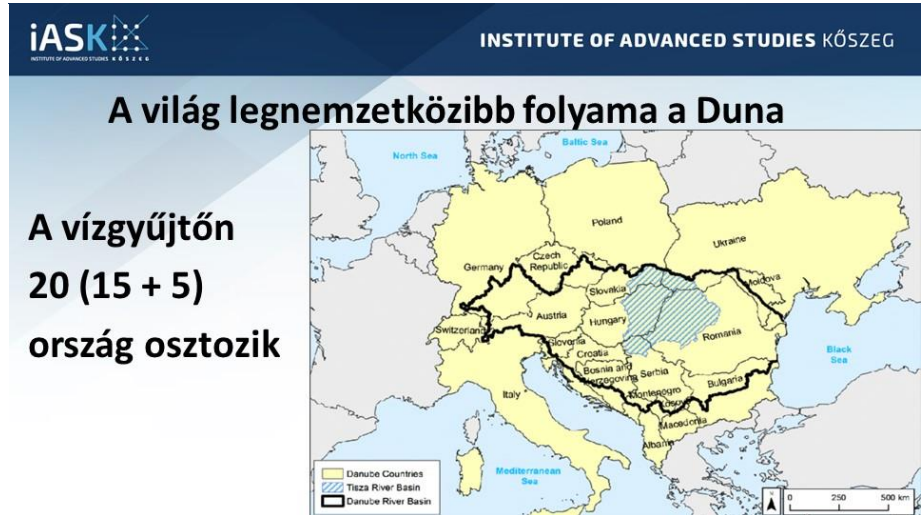 iASK
INSTITUTE OF ADVANCED STUDIES KŐSZEG
INSTITUTE OF ADVANCED STUDIES KŐSZEG
A világ legnemzetközibb folyama a Duna
A vízgyűjtőn
20 (15 + 5)
ország osztozik
North Sea
Baltic Sea
Poland
Germany
Czech
Republic
Ukraine
Slovakia
Moldova
Austria
Hungary
Switzerland
Slovenia
Romania
Croatia
Bosnia and
Herzegovina
Serbia
Black
Sea
Italy
Montenegro
Kosovo
Bulgaria
Macedonia
Albania
Mediterranean
Sea
Danube Countries
Tisza River Basin
Danube River Basin
N
0 250 500 km